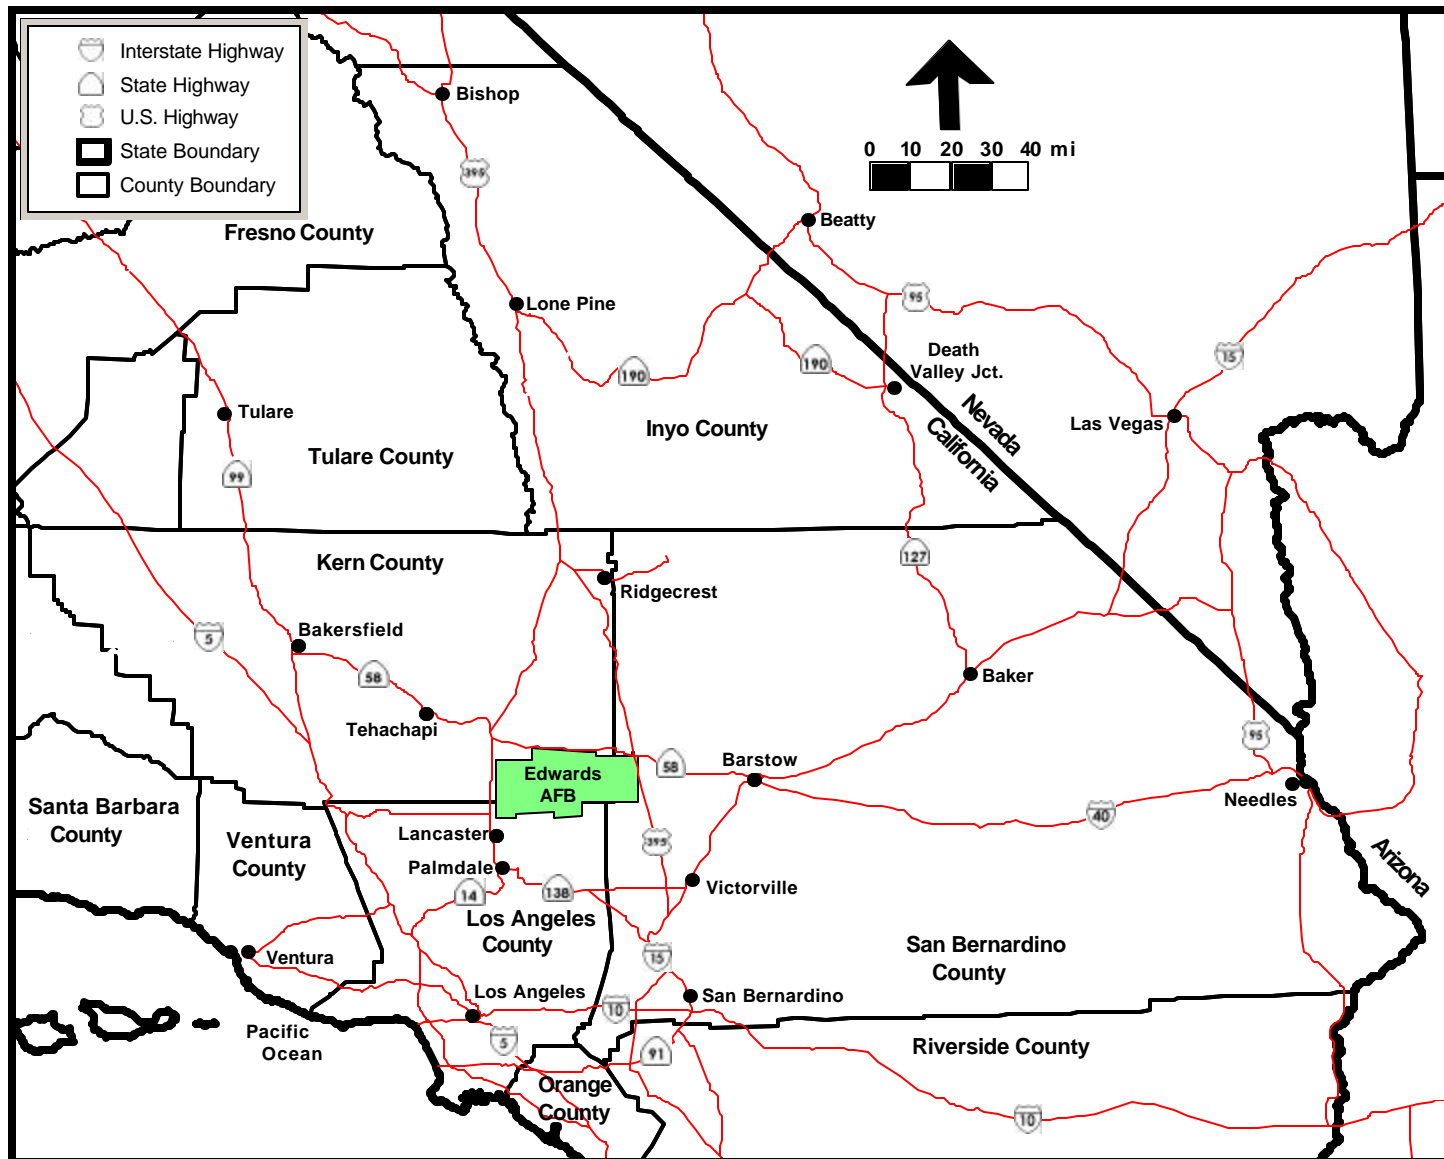 Interstate Highway
State Highway
U.S. Highway
State Boundary
County Boundary
0 10 20 30 40 mi
Bishop
395
Beatty
Fresno County
Lone Pine
95
15
190
190
Death
Valley Jct.
Tulare
Las Vegas
Nevada
California
Inyo County
Tulare County
99
127
Kern County
Ridgecrest
5
Bakersfield
58
Baker
Tehachapi
95
58
Barstow
Edwards
AFB
Needles
40
Santa Barbara
County
Ventura
County
Lancaster
395
Palmdale
14
138
Victorville
Arizona
Los Angeles
County
San Bernardino
County
Ventura
15
Los Angeles
San Bernardino
10
Pacific
Ocean
5
91
Riverside County
Orange
County
10